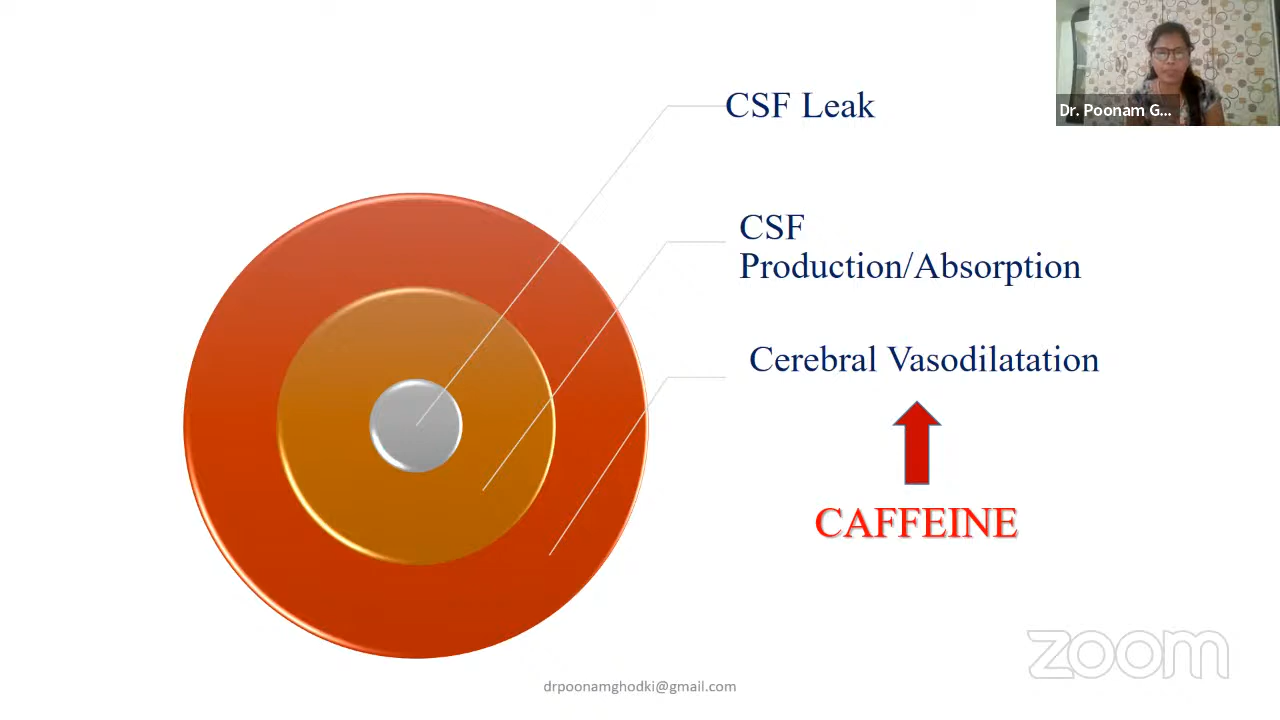 CSF Leak
Dr. Poonam G...
CSF
Production/Absorption
Cerebral Vasodilatation
CAFFEINE
zoom
drpoonamghodki@gmail.com